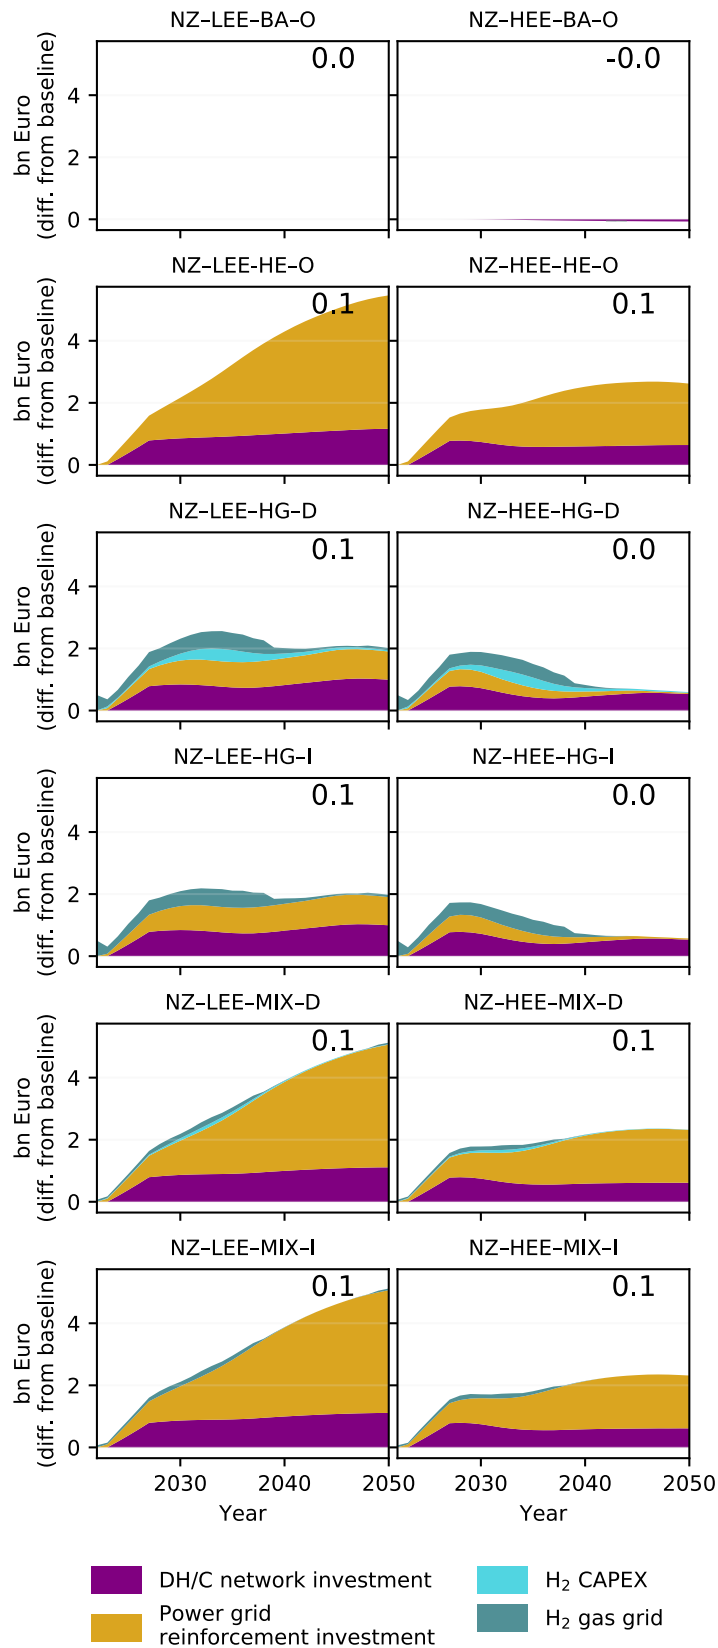 NZ–LEE–BA–O
NZ–HEE–BA–O
0.0
-0.0
bn Euro
(diff. from baseline)
4
2
0
NZ–LEE-HE–O
NZ–HEE–HE–O
0.1
0.1
bn Euro
(diff. from baseline)
4
2
0
NZ–LEE–HG–D
NZ–HEE–HG–D
0.1
0.0
bn Euro
(diff. from baseline)
4
2
0
NZ–LEE–HG–I
NZ–HEE–HG–I
0.1
0.0
bn Euro
(diff. from baseline)
4
2
0
NZ–LEE–MIX–D
NZ–HEE–MIX–D
0.1
0.1
bn Euro
(diff. from baseline)
4
2
0
NZ–LEE–MIX–I
NZ–HEE–MIX–I
0.1
0.1
bn Euro
(diff. from baseline)
4
2
0
2030 2040 2050 2030 2040 2050
Year
Year
DH/C network investment
Power grid
reinforcement investment
H₂ CAPEX
H₂ gas grid